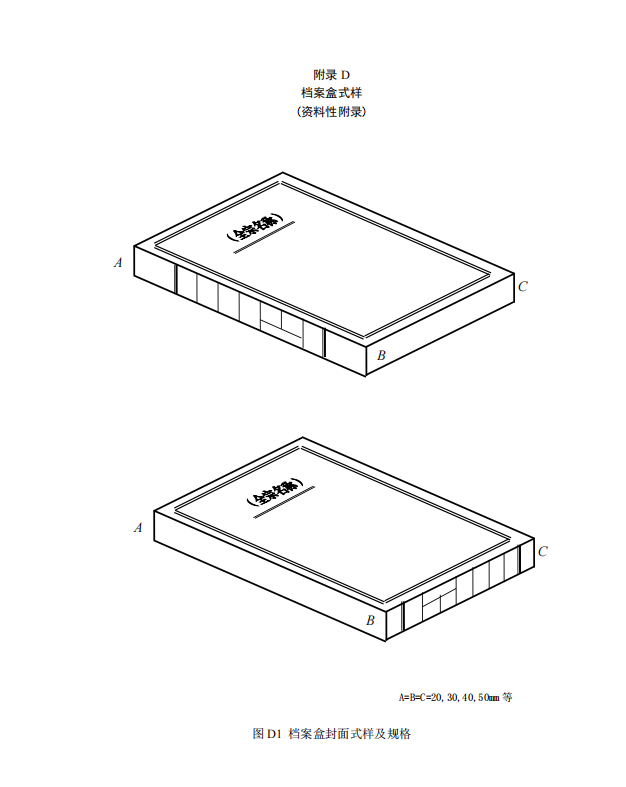 附录 D
档案盒式样
(资料性附录)
（全宗名称）
A
C
B
（全宗名称）
A
C
B
A=B=C=20,30,40,50mm 等
图 D1 档案盒封面式样及规格